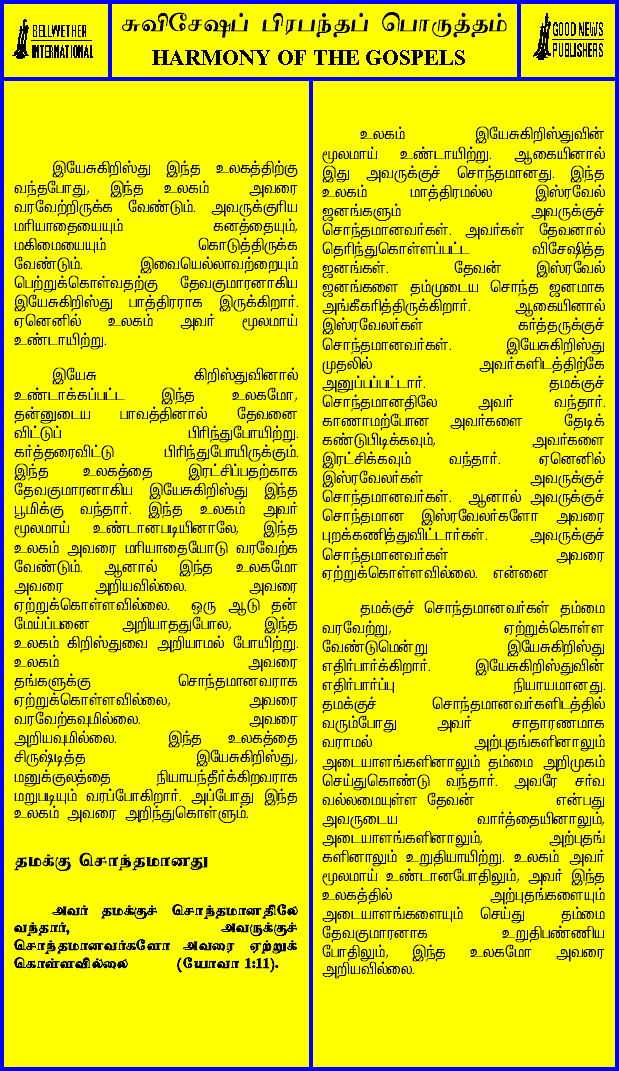 BELLWETHER
INTERNATIONAL
சுவிசேஷப் பிரபந்தப் பொருத்தம்
HARMONY OF THE GOSPELS
GOOD NEWS
PUBLISHERS
இயேசுகிறிஸ்து இந்த உலகத்திற்கு
வந்தபோது, இந்த உலகம் அவரை
வரவேற்றிருக்க வேண்டும். அவருக்குரிய
மரியாதையையும் கனத்தையும்,
மகிமையையும் கொடுத்திருக்க
வேண்டும். இவையெல்லாவற்றையும்
பெற்றுக்கொள்வதற்கு தேவகுமாரனாகிய
இயேசுகிறிஸ்து பாத்திரராக இருக்கிறார்.
ஏனெனில் உலகம் அவர் மூலமாய்
உண்டாயிற்று.
இயேசு கிறிஸ்துவினால்
உண்டாக்கப்பட்ட இந்த உலகமோ,
தன்னுடைய பாவத்தினால் தேவனை
விட்டுப் பிரிந்துபோயிற்று.
கர்த்தரைவிட்டு பிரிந்துபோயிருக்கும்.
இந்த உலகத்தை இரட்சிப்பதற்காக
தேவகுமாரனாகிய இயேசுகிறிஸ்து இந்த
பூமிக்கு வந்தார். இந்த உலகம் அவர்
மூலமாய் உண்டானபடியினாலே, இந்த
உலகம் அவரை மரியாதையோடு வரவேற்க
வேண்டும். ஆனால் இந்த உலகமோ
அவரை அறியவில்லை. அவரை
ஏற்றுக்கொள்ளவில்லை. ஒரு ஆடு தன்
மேய்ப்பனை அறியாததுபோல, இந்த
உலகம் கிறிஸ்துவை அறியாமல் போயிற்று.
உலகம் அவரை
தங்களுக்கு சொந்தமானவராக
ஏற்றுக்கொள்ளவில்லை, அவரை
வரவேற்கவுமில்லை. அவரை
அறியவுமில்லை. இந்த உலகத்தை
சிருஷ்டித்த இயேசுகிறிஸ்து,
மனுக்குலத்தை நியாயந்தீர்க்கிறவராக
மறுபடியும் வரப்போகிறார். அப்போது இந்த
உலகம் அவரை அறிந்துகொள்ளும்.
தமக்கு சொந்தமானது
அவர் தமக்குச் சொந்தமானதிலே
வந்தார், அவருக்குச்
சொந்தமானவர்களோ அவரை ஏற்றுக்
கொள்ளவில்லை (யோவா 1:11).
உலகம் இயேசுகிறிஸ்துவின்
மூலமாய் உண்டாயிற்று. ஆகையினால்
இது அவருக்குச் சொந்தமானது. இந்த
உலகம் மாத்திரமல்ல இஸ்ரவேல்
ஜனங்களும் அவருக்குச்
சொந்தமானவர்கள். அவர்கள் தேவனால்
தெரிந்துகொள்ளப்பட்ட விசேஷித்த
ஜனங்கள். தேவன் இஸ்ரவேல்
ஜனங்களை தம்முடைய சொந்த ஜனமாக
அங்கீகரித்திருக்கிறார். ஆகையினால்
இஸ்ரவேலர்கள் கர்த்தருக்குச்
சொந்தமானவர்கள். இயேசுகிறிஸ்து
முதலில் அவர்களிடத்திற்கே
அனுப்பப்பட்டார். தமக்குச்
சொந்தமானதிலே அவர் வந்தார்.
காணாமற்போன அவர்களை தேடிக்
கண்டுபிடிக்கவும், அவர்களை
இரட்சிக்கவும் வந்தார். ஏனெனில்
இஸ்ரவேலர்கள் அவருக்குச்
சொந்தமானவர்கள். ஆனால் அவருக்குச்
சொந்தமான இஸ்ரவேலர்களோ அவரை
புறக்கணித்துவிட்டார்கள். அவருக்குச்
சொந்தமானவர்கள் அவரை
ஏற்றுக்கொள்ளவில்லை. என்னை
தமக்குச் சொந்தமானவர்கள் தம்மை
வரவேற்று, ஏற்றுக்கொள்ள
வேண்டுமென்று இயேசுகிறிஸ்து
எதிர்பார்க்கிறார். இயேசுகிறிஸ்துவின்
எதிர்பார்ப்பு நியாயமானது.
தமக்குச் சொந்தமானவர்களிடத்தில்
வரும்போது அவர் சாதாரணமாக
வராமல் அற்புதங்களினாலும்
அடையாளங்களினாலும் தம்மை அறிமுகம்
செய்துகொண்டு வந்தார். அவரே சர்வ
வல்லமையுள்ள தேவன் என்பது
அவருடைய வார்த்தையினாலும்,
அடையாளங்களினாலும், அற்புதங்
களினாலும் உறுதியாயிற்று. உலகம் அவர்
மூலமாய் உண்டானபோதிலும், அவர் இந்த
உலகத்தில் அற்புதங்களையும்
அடையாளங்களையும் செய்து தம்மை
தேவகுமாரனாக உறுதிபண்ணிய
போதிலும், இந்த உலகமோ அவரை
அறியவில்லை.